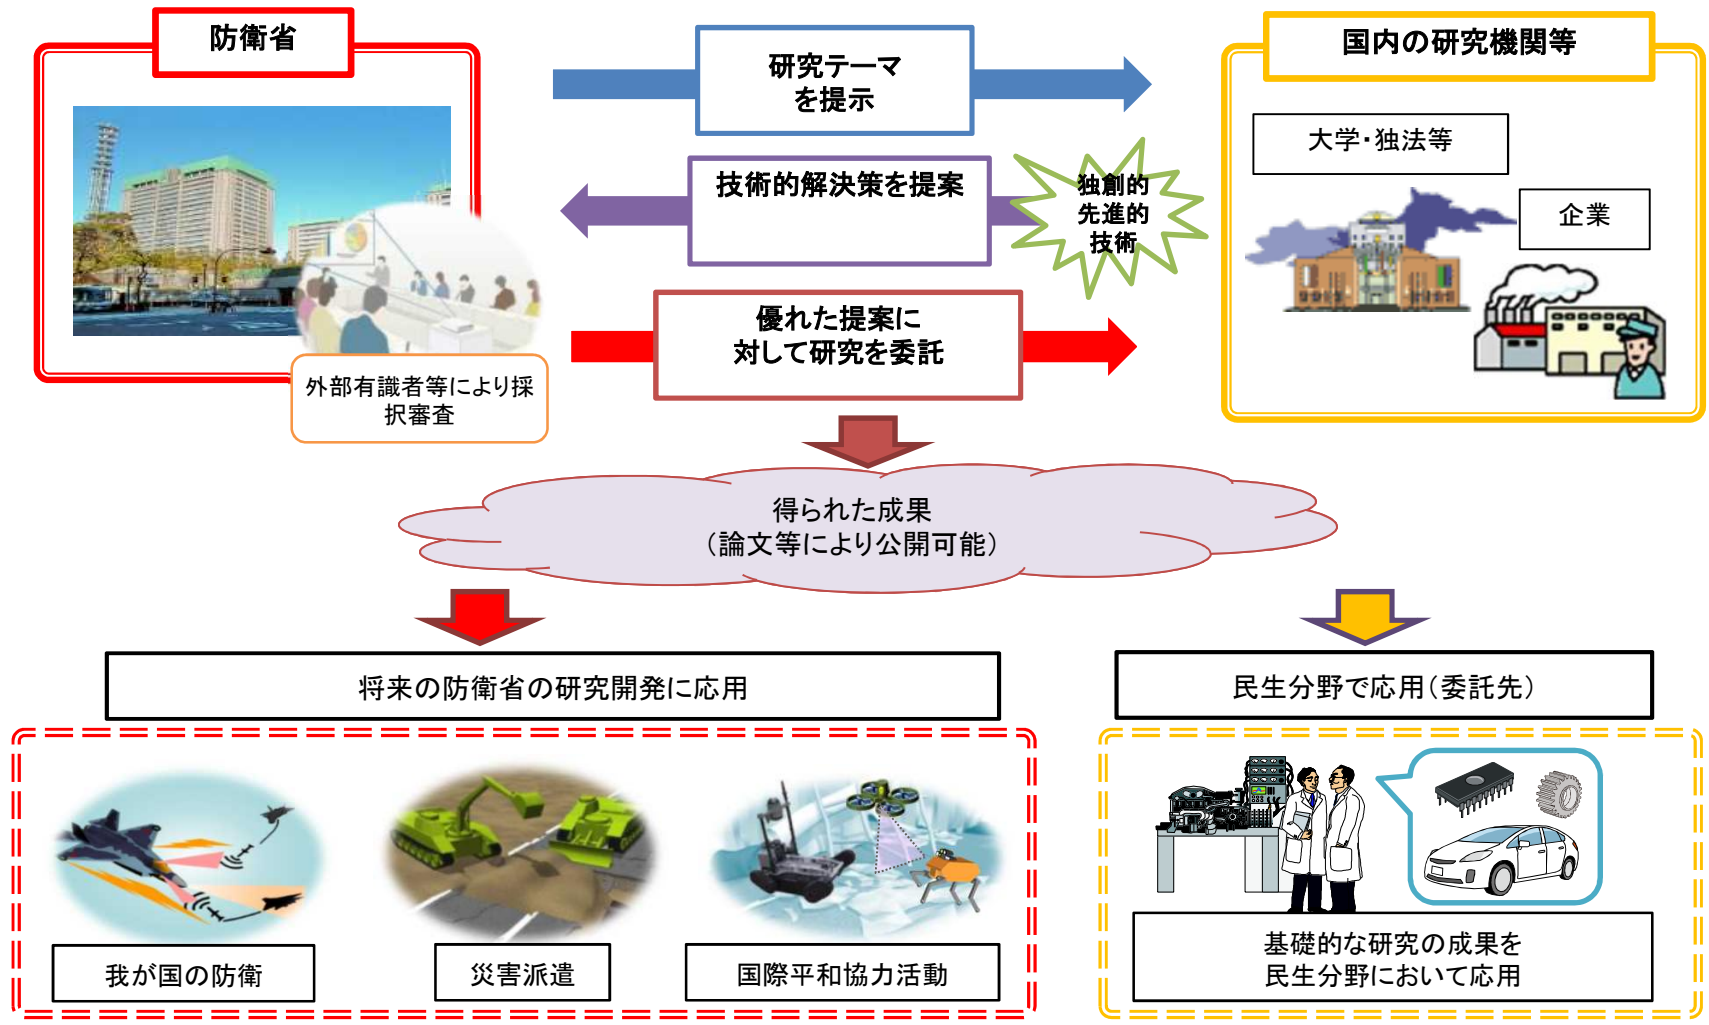 防衛省
国内の研究機関等
研究テーマ
を提示
大学・独法等
技術的解決策を提案
独創的
先進的
技術
企業
優れた提案に
対して研究を委託
外部有識者等により採
択審査
得られた成果
（論文等により公開可能）
将来の防衛省の研究開発に応用
民生分野で応用（委託先）
我が国の防衛
災害派遣
国際平和協力活動
基礎的な研究の成果を
民生分野において応用